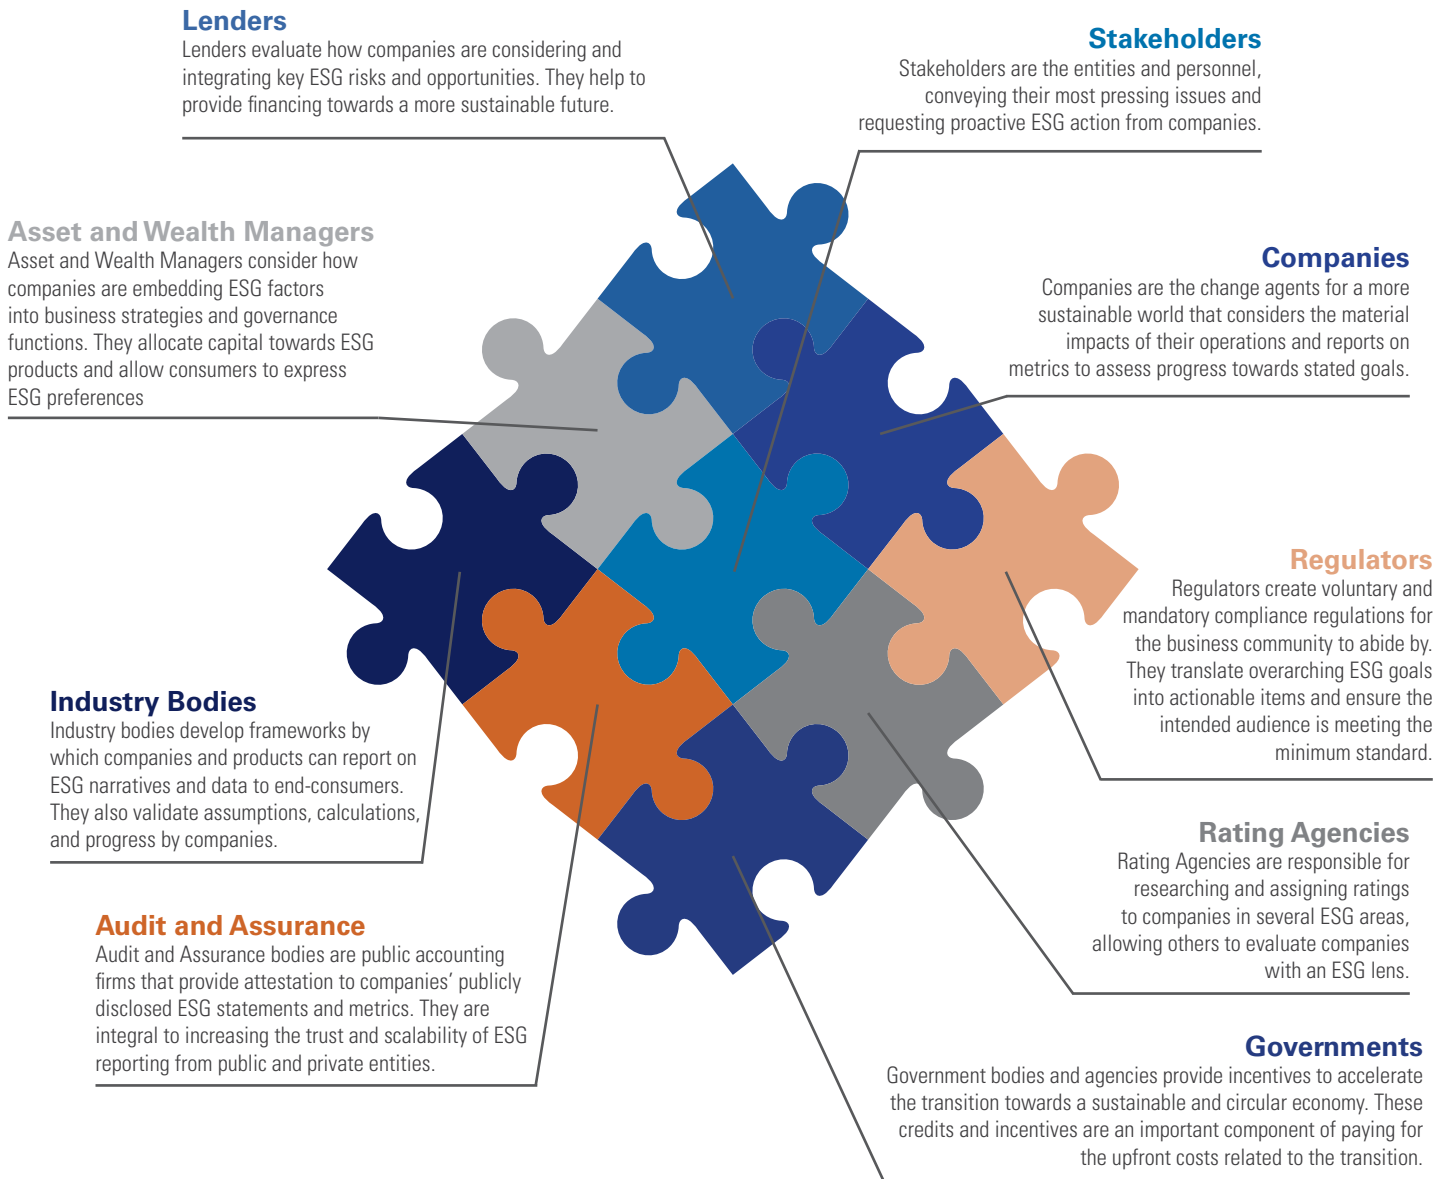 Lenders
Lenders evaluate how companies are considering and
integrating key ESG risks and opportunities. They help to
provide financing towards a more sustainable future.
Stakeholders
Stakeholders are the entities and personnel,
conveying their most pressing issues and
requesting proactive ESG action from companies.
Asset and Wealth Managers
Asset and Wealth Managers consider how
companies are embedding ESG factors
into business strategies and governance
functions. They allocate capital towards ESG
products and allow consumers to express
ESG preferences
Companies
Companies are the change agents for a more
sustainable world that considers the material
impacts of their operations and reports on
metrics to assess progress towards stated goals.
Regulators
Regulators create voluntary and
mandatory compliance regulations for
the business community to abide by.
They translate overarching ESG goals
into actionable items and ensure the
intended audience is meeting the
minimum standard.
Industry Bodies
Industry bodies develop frameworks by
which companies and products can report on
ESG narratives and data to end-consumers.
They also validate assumptions, calculations,
and progress by companies.
Rating Agencies
Rating Agencies are responsible for
researching and assigning ratings
to companies in several ESG areas,
allowing others to evaluate companies
with an ESG lens.
Audit and Assurance
Audit and Assurance bodies are public accounting
firms that provide attestation to companies' publicly
disclosed ESG statements and metrics. They are
integral to increasing the trust and scalability of ESG
reporting from public and private entities.
Governments
Government bodies and agencies provide incentives to accelerate
the transition towards a sustainable and circular economy. These
credits and incentives are an important component of paying for
the upfront costs related to the transition.